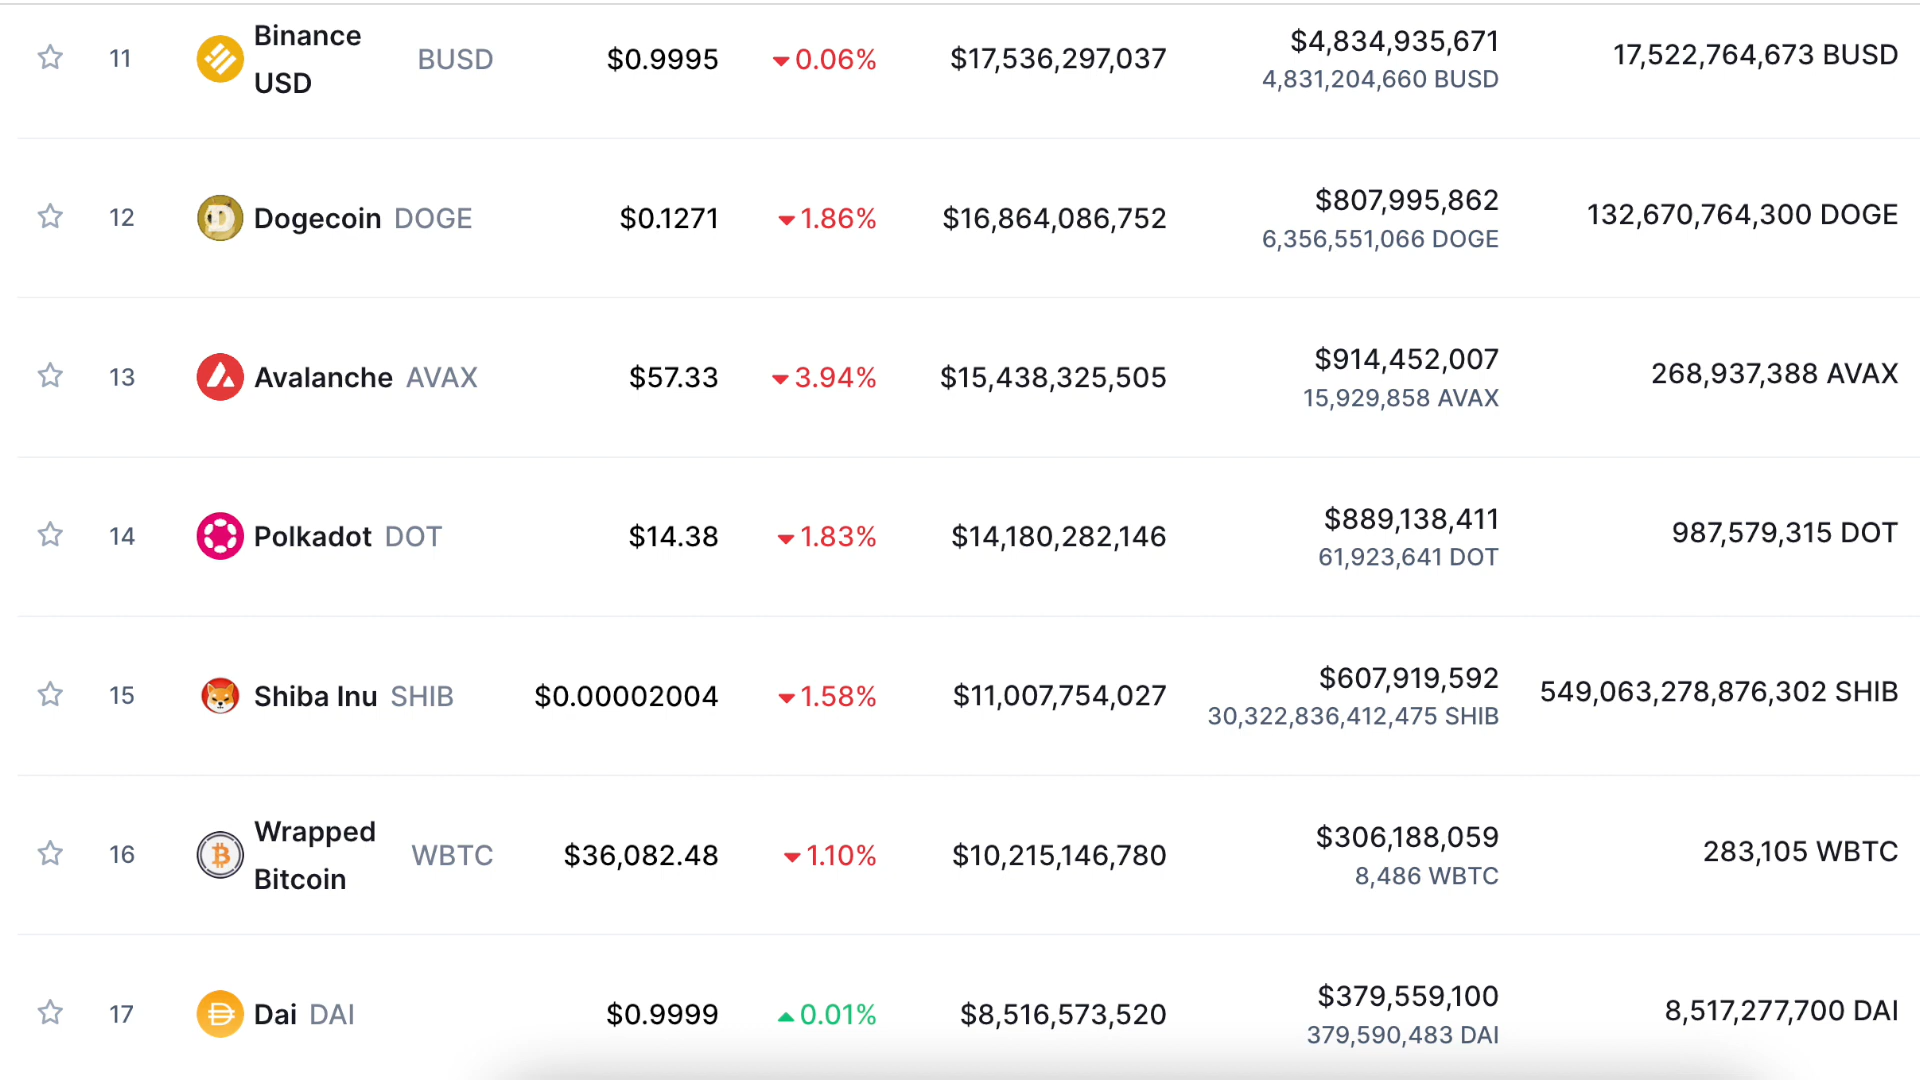 11 Binance USD BUSD $0.9995 0.06% $17,536,297,037 $4,834,935,671 17,522,764,673 BUSD
4,831,204,660 BUSD
12 Dogecoin DOGE $0.1271 1.86% $16,864,086,752 $807,995,862 132,670,764,300 DOGE
6,356,551,066 DOGE
13 Avalanche AVAX $57.33 3.94% $15,438,325,505 $914,452,007 268,937,388 AVAX
15,929,858 AVAX
14 Polkadot DOT $14.38 1.83% $14,180,282,146 $889,138,411 987,579,315 DOT
61,923,641 DOT
15 Shiba Inu SHIB $0.00002004 1.58% $11,007,754,027 $607,919,592 549,063,278,876,302 SHIB
30,322,836,412,475 SHIB
16 Wrapped Bitcoin WBTC $36,082.48 1.10% $10,215,146,780 $306,188,059 283,105 WBTC
8,486 WBTC
17 Dai DAI $0.9999 0.01% $8,516,573,520 $379,559,100 8,517,277,700 DAI
379,590,483 DAI